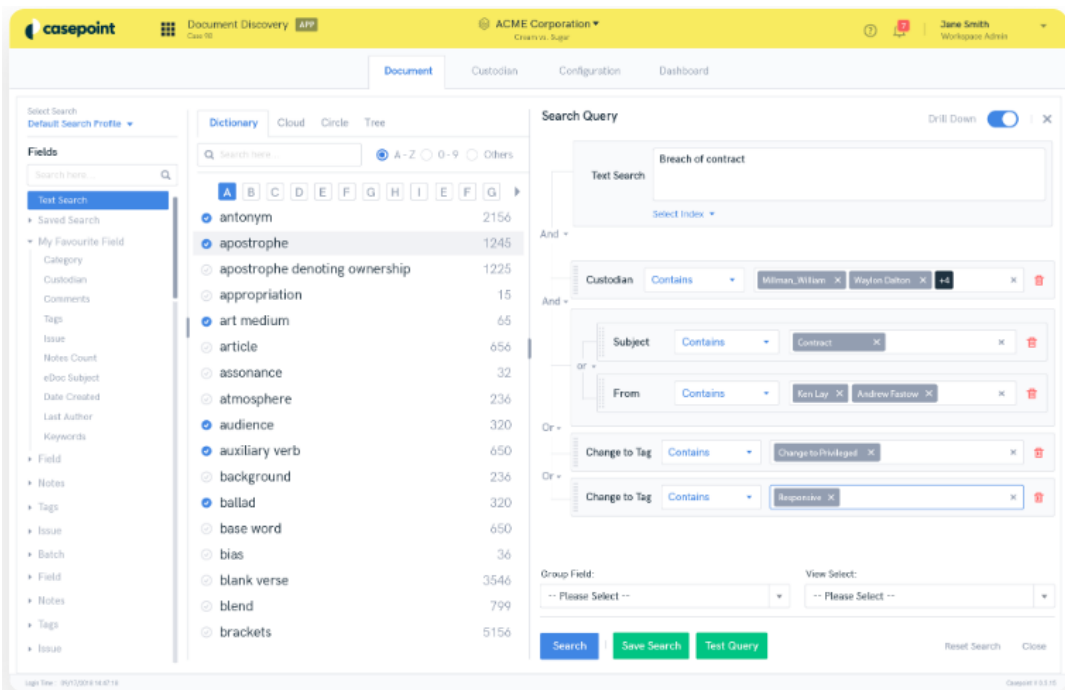 casepoint
Document Discovery APP
ACME Corporation
Cream vs. Sugar
7
Jane Smith
Workspace Admin
Document
Custodian
Configuration
Dashboard
Select Search
Default Search Profile
Fields
Search here...
Text Search
Saved Search
My Favourite Field
Category
Custodian
Comments
Tags
Issue
Notes Count
eDoc Subject
Date Created
Last Author
Keywords
Field
Notes
Tags
Issue
Batch
Field
Notes
Tags
Issue
Dictionary Cloud Circle Tree
Search here... A - Z 0 - 9 Others
A B C D E F G H I E F G
antonym 2156
apostrophe 1245
apostrophe denoting ownership 1225
appropriation 15
art medium 65
article 656
assonance 32
atmosphere 236
audience 320
auxiliary verb 650
background 236
ballad 320
base word 650
bias 36
blank verse 3546
blend 799
brackets 5156
Search Query
Drill Down
Text Search Breach of contract
Select Index
And
Custodian Contains Millman_William Waylon Dalton +4
And
Subject Contains Contract
or
From Contains Ken Lay Andrew Fastow
Or
Change to Tag Contains Change to Privileged
Or
Change to Tag Contains Responsive
Group Field: View Select:
-- Please Select -- -- Please Select --
Search Save Search Test Query Reset Search Close